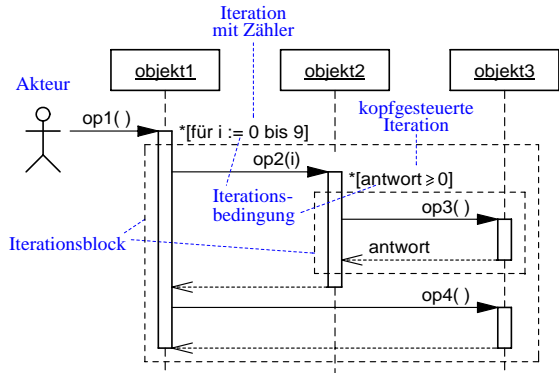 Iteration
mit Zähler
objekt1
objekt2
objekt3
Akteur
kopfgesteuerte
Iteration
op1( )
*[für i := 0 bis 9]
op2(i)
*[antwort ⩾ 0]
Iterations-
bedingung
op3( )
Iterationsblock
antwort
op4( )